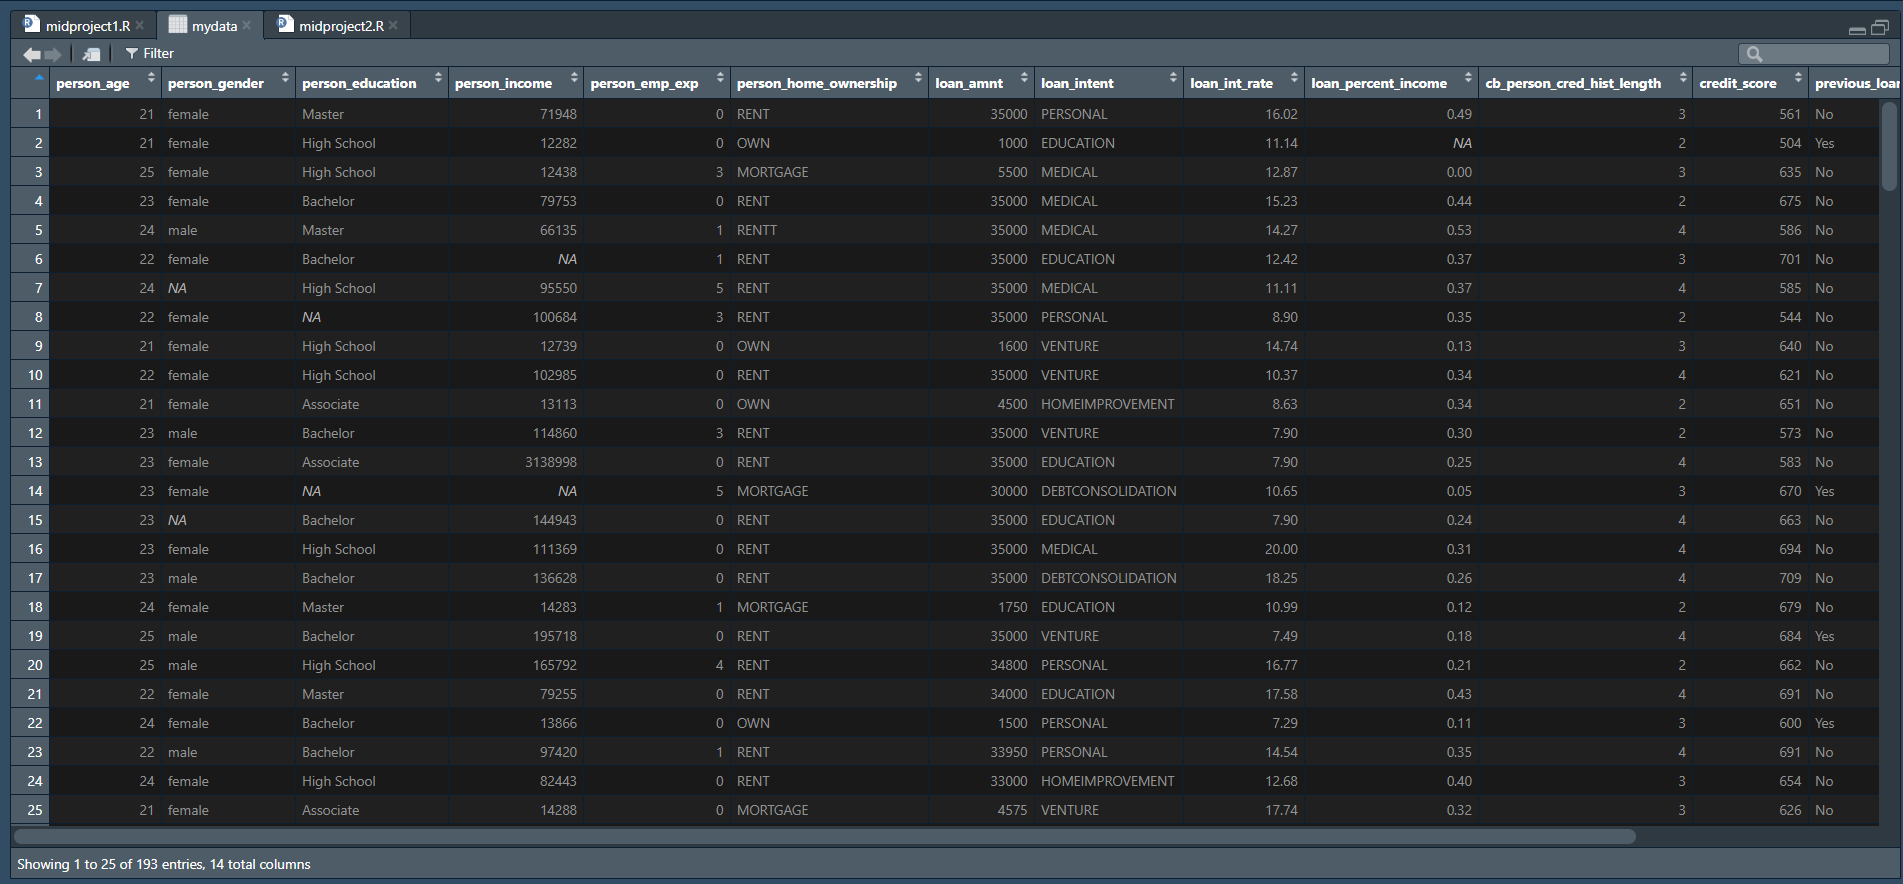 midproject1.R mydata midproject2.R
Filter
person_age person_gender person_education person_income person_emp_exp person_home_ownership loan_amnt loan_intent loan_int_rate loan_percent_income cb_person_cred_hist_length credit_score previous_loan
1 21 female Master 71948 0 RENT 35000 PERSONAL 16.02 0.49 3 561 No
2 21 female High School 12282 0 OWN 1000 EDUCATION 11.14 NA 2 504 Yes
3 25 female High School 12438 3 MORTGAGE 5500 MEDICAL 12.87 0.00 3 635 No
4 23 female Bachelor 79753 0 RENT 35000 MEDICAL 15.23 0.44 2 675 No
5 24 male Master 66135 1 RENTT 35000 MEDICAL 14.27 0.53 4 586 No
6 22 female Bachelor NA 1 RENT 35000 EDUCATION 12.42 0.37 3 701 No
7 24 NA High School 95550 5 RENT 35000 MEDICAL 11.11 0.37 4 585 No
8 22 female NA 100684 3 RENT 35000 PERSONAL 8.90 0.35 2 544 No
9 21 female High School 12739 0 OWN 1600 VENTURE 14.74 0.13 3 640 No
10 22 female High School 102985 0 RENT 35000 VENTURE 10.37 0.34 4 621 No
11 21 female Associate 13113 0 OWN 4500 HOMEIMPROVEMENT 8.63 0.34 2 651 No
12 23 male Bachelor 114860 3 RENT 35000 VENTURE 7.90 0.30 2 573 No
13 23 female Associate 3138998 0 RENT 35000 EDUCATION 7.90 0.25 4 583 No
14 23 female NA NA 5 MORTGAGE 30000 DEBTCONSOLIDATION 10.65 0.05 3 670 Yes
15 23 NA Bachelor 144943 0 RENT 35000 EDUCATION 7.90 0.24 4 663 No
16 23 female High School 111369 0 RENT 35000 MEDICAL 20.00 0.31 4 694 No
17 23 male Bachelor 136628 0 RENT 35000 DEBTCONSOLIDATION 18.25 0.26 4 709 No
18 24 female Master 14283 1 MORTGAGE 1750 EDUCATION 10.99 0.12 2 679 No
19 25 male Bachelor 195718 0 RENT 35000 VENTURE 7.49 0.18 4 684 Yes
20 25 male High School 165792 4 RENT 34800 PERSONAL 16.77 0.21 2 662 No
21 22 female Master 79255 0 RENT 34000 EDUCATION 17.58 0.43 4 691 No
22 24 female Bachelor 13866 0 OWN 1500 PERSONAL 7.29 0.11 3 600 Yes
23 22 male Bachelor 97420 1 RENT 33950 PERSONAL 14.54 0.35 4 691 No
24 24 female High School 82443 0 RENT 33000 HOMEIMPROVEMENT 12.68 0.40 3 654 No
25 21 female Associate 14288 0 MORTGAGE 4575 VENTURE 17.74 0.32 3 626 No
Showing 1 to 25 of 193 entries, 14 total columns